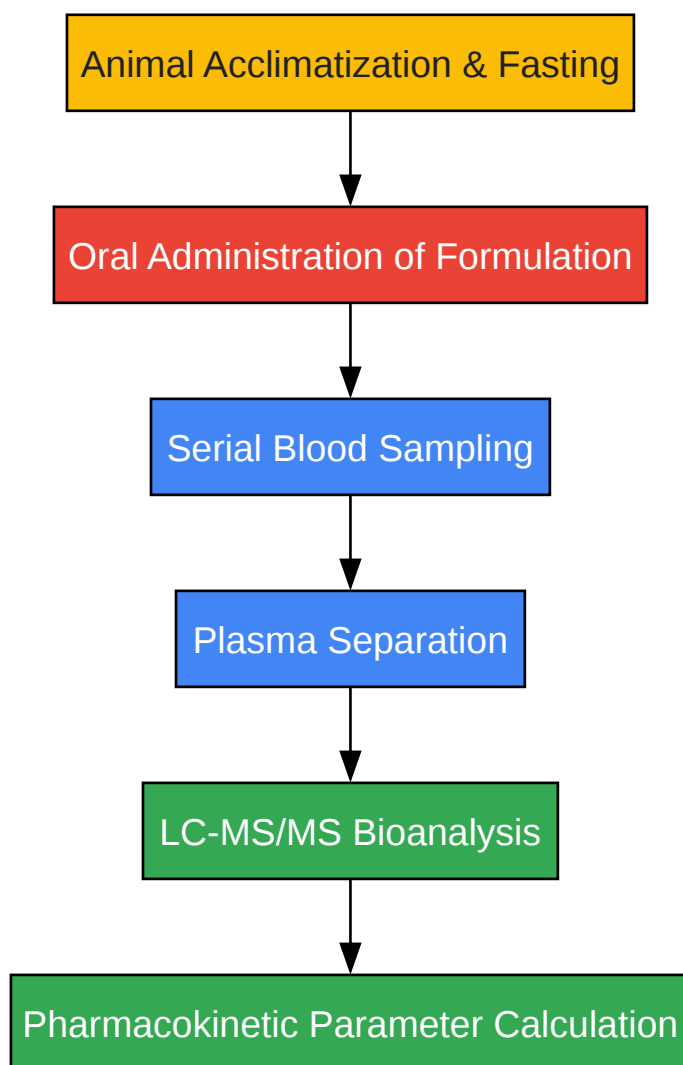 Animal Acclimatization & Fasting
Oral Administration of Formulation
Serial Blood Sampling
Plasma Separation
LC-MS/MS Bioanalysis
Pharmacokinetic Parameter Calculation